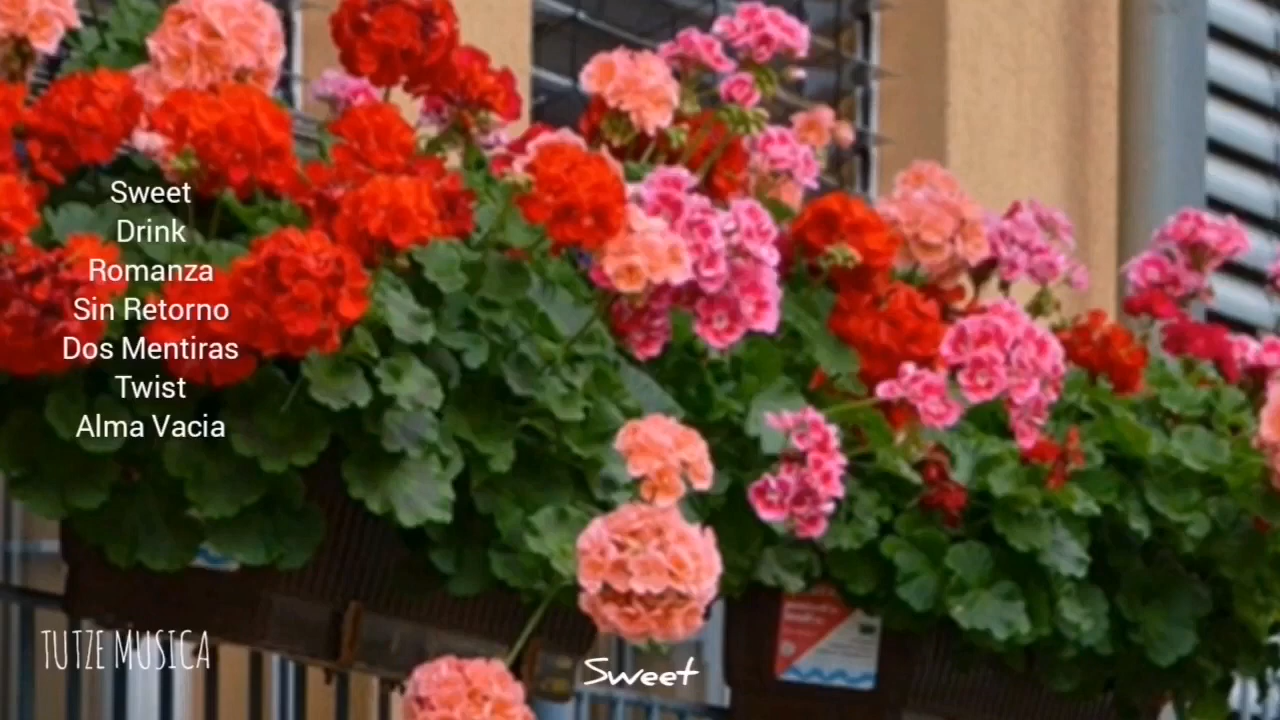 Sweet
Drink
Romanza
Sin Retorno
Dos Mentiras
Twist
Alma Vacia
TUTZE MUSICA
Sweet